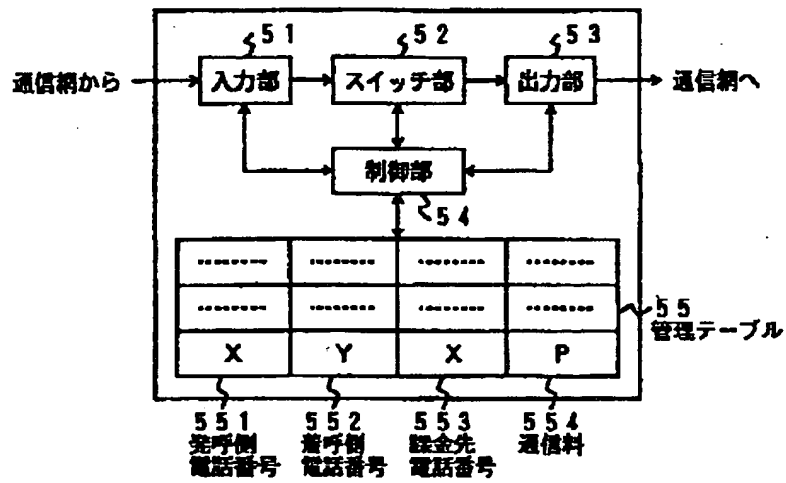 51
52
53
通信網から
入力部
スイッチ部
出力部
通信網へ
制御部
54
55
管理テーブル
X
Y
X
P
551
552
553
554
発呼側
電話番号
着呼側
電話番号
課金先
電話番号
通信料